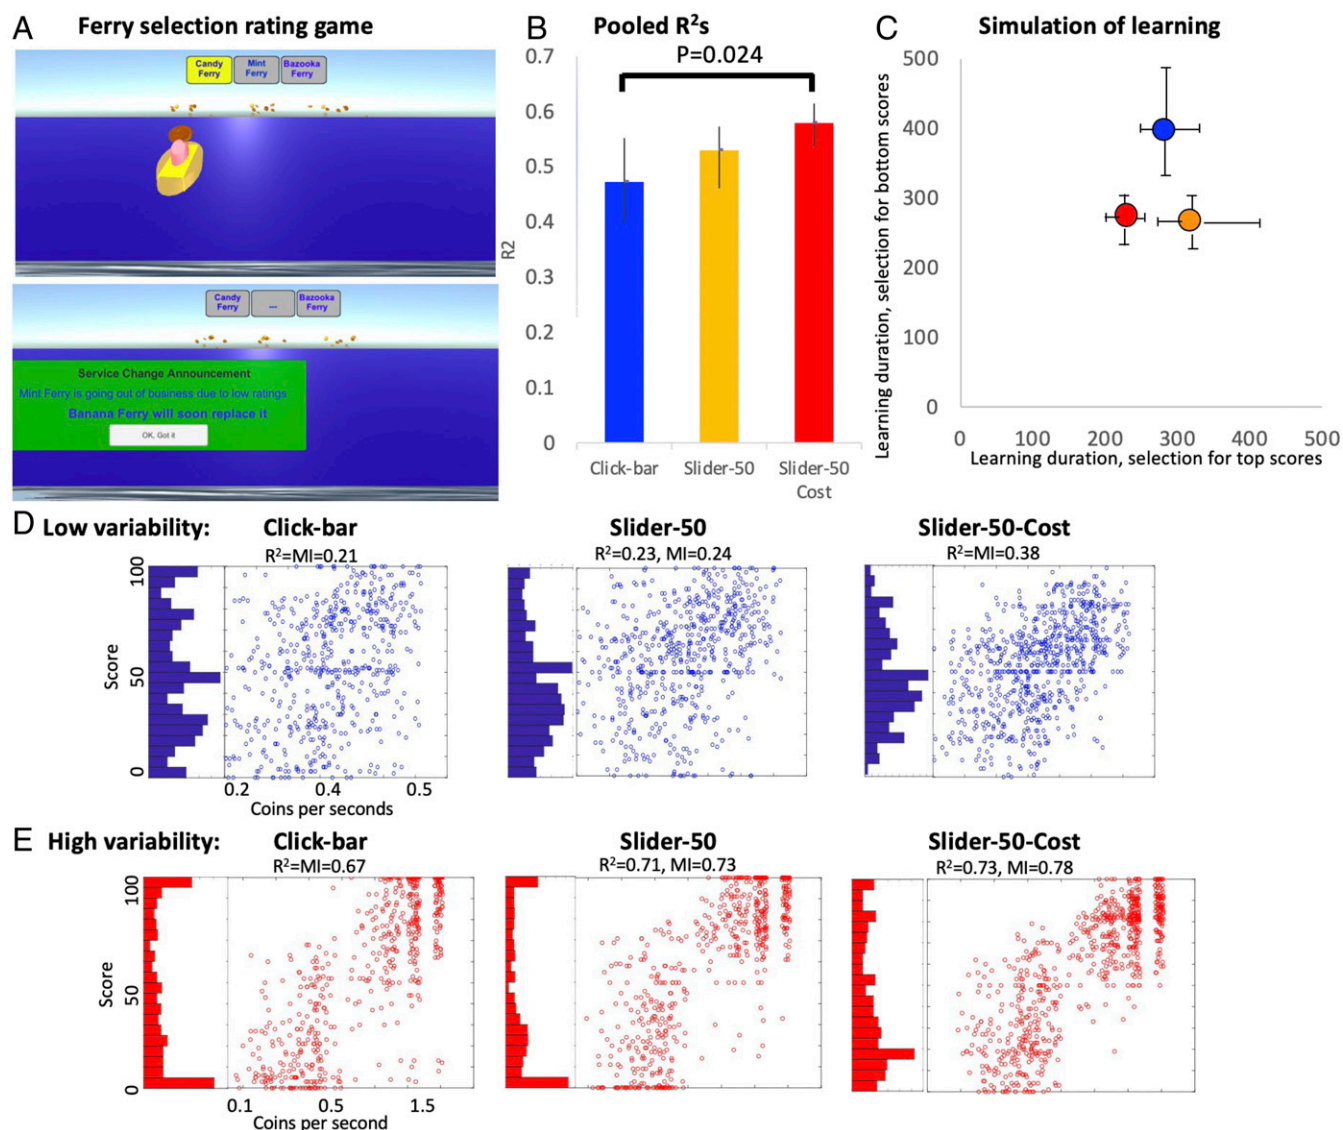 A Ferry selection rating game
Candy Ferry
Mint Ferry
Bazooka Ferry
Candy Ferry
---
Bazooka Ferry
Service Change Announcement
Mint Ferry is going out of business due to low ratings
Banana Ferry will soon replace it
OK, Got it
B Pooled R²s
P=0.024
0.7
0.6
0.5
0.4
0.3
0.2
0.1
0
R2
Click-bar
Slider-50
Slider-50 Cost
C Simulation of learning
Learning duration, selection for bottom scores
500
400
300
200
100
0
0 100 200 300 400 500
Learning duration, selection for top scores
D Low variability:
Click-bar
R²=MI=0.21
Score
100
50
0
0.2 0.4 0.5
Coins per seconds
Slider-50
R²=0.23, MI=0.24
Slider-50-Cost
R²=MI=0.38
E High variability:
Click-bar
R²=MI=0.67
Score
100
50
0
0.1 0.5 1.5
Coins per second
Slider-50
R²=0.71, MI=0.73
Slider-50-Cost
R²=0.73, MI=0.78